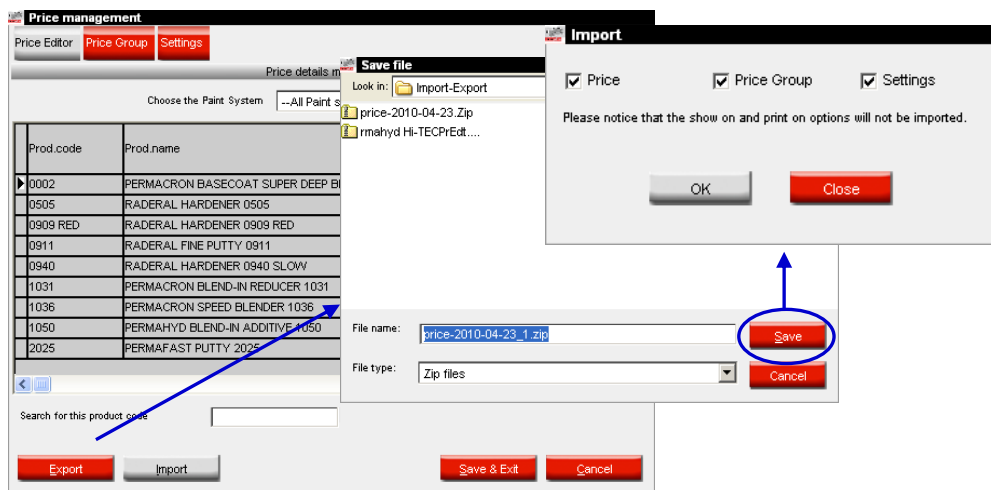 Price management
Price Editor Price Group Settings
Price details m
Choose the Paint System --All Paint s
Prod.code Prod.name
0002 PERMACRON BASECOAT SUPER DEEP B
0505 RADERAL HARDENER 0505
0909 RED RADERAL HARDENER 0909 RED
0911 RADERAL FINE PUTTY 0911
0940 RADERAL HARDENER 0940 SLOW
1031 PERMACRON BLEND-IN REDUCER 1031
1036 PERMACRON SPEED BLENDER 1036
1050 PERMAHYD BLEND-IN ADDITIVE 1050
2025 PERMAFAST PUTTY 2025
Search for this product code
Export Import Save & Exit Cancel
Save file
Look in: Import-Export
price-2010-04-23.Zip
rmahyd Hi-TECPrEdt....
File name: price-2010-04-23_1.zip Save
File type: Zip files Cancel
Import
Price Price Group Settings
Please notice that the show on and print on options will not be imported.
OK Close